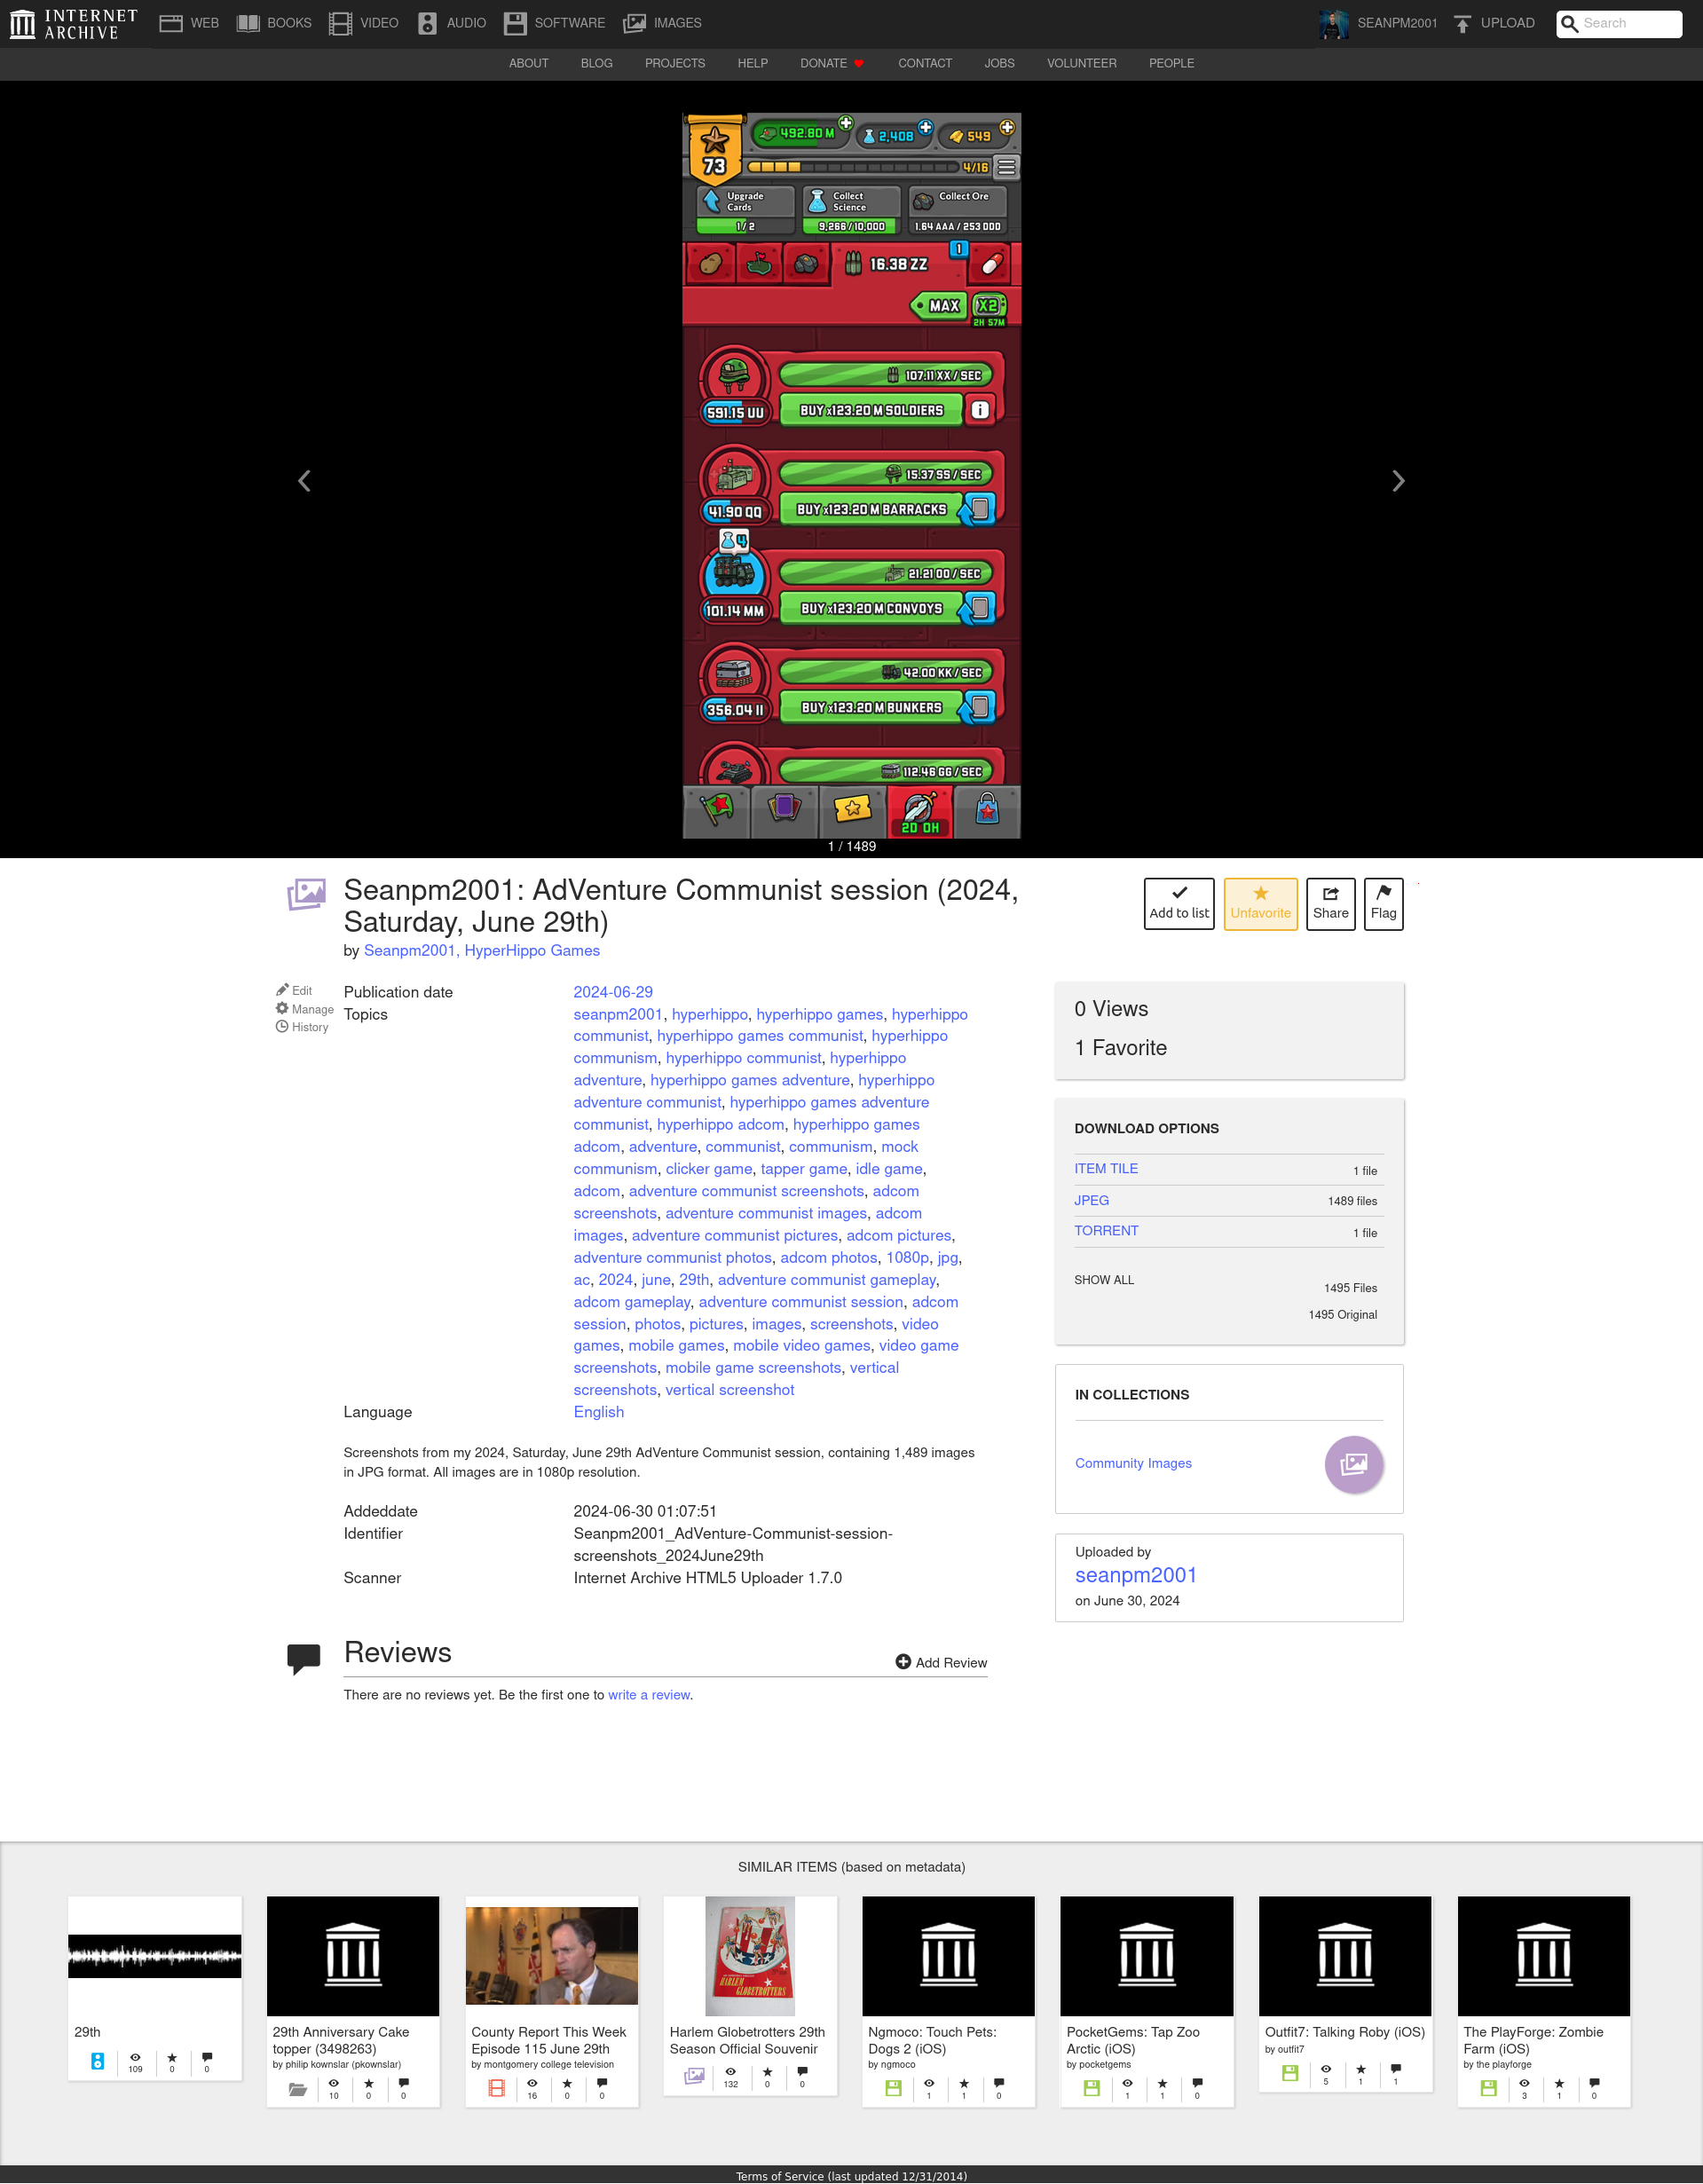 INTERNET ARCHIVE
WEB BOOKS VIDEO AUDIO SOFTWARE IMAGES SEANPM2001 UPLOAD Search
ABOUT BLOG PROJECTS HELP DONATE CONTACT JOBS VOLUNTEER PEOPLE
492.80 M 2,408 549
73
4/16
Upgrade Cards Collect Science Collect Ore
1/2 9,266/10,000 1.64 AAA / 253 DDD
16.38 ZZ 1
MAX X2
2H 57M
107.11 XX / SEC
591.15 UU BUY x123.20 M SOLDIERS i
15.37 SS / SEC
41.90 QQ BUY x123.20 M BARRACKS
4
21.21 OO / SEC
101.14 MM BUY x123.20 M CONVOYS
42.00 KK / SEC
356.04 II BUY x123.20 M BUNKERS
112.46 GG / SEC
2D 0H
1 / 1489
Seanpm2001: AdVenture Communist session (2024,
Saturday, June 29th)
by Seanpm2001, HyperHippo Games
Add to list Unfavorite Share Flag
Edit
Manage
History
Publication date 2024-06-29
Topics seanpm2001, hyperhippo, hyperhippo games, hyperhippo
communist, hyperhippo games communist, hyperhippo
communism, hyperhippo communist, hyperhippo
adventure, hyperhippo games adventure, hyperhippo
adventure communist, hyperhippo games adventure
communist, hyperhippo adcom, hyperhippo games
adcom, adventure, communist, communism, mock
communism, clicker game, tapper game, idle game,
adcom, adventure communist screenshots, adcom
screenshots, adventure communist images, adcom
images, adventure communist pictures, adcom pictures,
adventure communist photos, adcom photos, 1080p, jpg,
ac, 2024, june, 29th, adventure communist gameplay,
adcom gameplay, adventure communist session, adcom
session, photos, pictures, images, screenshots, video
games, mobile games, mobile video games, video game
screenshots, mobile game screenshots, vertical
screenshots, vertical screenshot
Language English
Screenshots from my 2024, Saturday, June 29th AdVenture Communist session, containing 1,489 images
in JPG format. All images are in 1080p resolution.
Addeddate 2024-06-30 01:07:51
Identifier Seanpm2001_AdVenture-Communist-session-
screenshots_2024June29th
Scanner Internet Archive HTML5 Uploader 1.7.0
0 Views
1 Favorite
DOWNLOAD OPTIONS
ITEM TILE 1 file
JPEG 1489 files
TORRENT 1 file
SHOW ALL 1495 Files
1495 Original
IN COLLECTIONS
Community Images
Uploaded by
seanpm2001
on June 30, 2024
Reviews
Add Review
There are no reviews yet. Be the first one to write a review.
SIMILAR ITEMS (based on metadata)
29th
109 0 0
29th Anniversary Cake
topper (3498263)
by philip kownslar (pkownslar)
10 0 0
County Report This Week
Episode 115 June 29th
by montgomery college television
16 0 0
HARLEM
GLOBETROTTERS
Harlem Globetrotters 29th
Season Official Souvenir
132 0 0
Ngmoco: Touch Pets:
Dogs 2 (iOS)
by ngmoco
1 1 0
PocketGems: Tap Zoo
Arctic (iOS)
by pocketgems
1 1 0
Outfit7: Talking Roby (iOS)
by outfit7
5 1 1
The PlayForge: Zombie
Farm (iOS)
by the playforge
3 1 0
Terms of Service (last updated 12/31/2014)